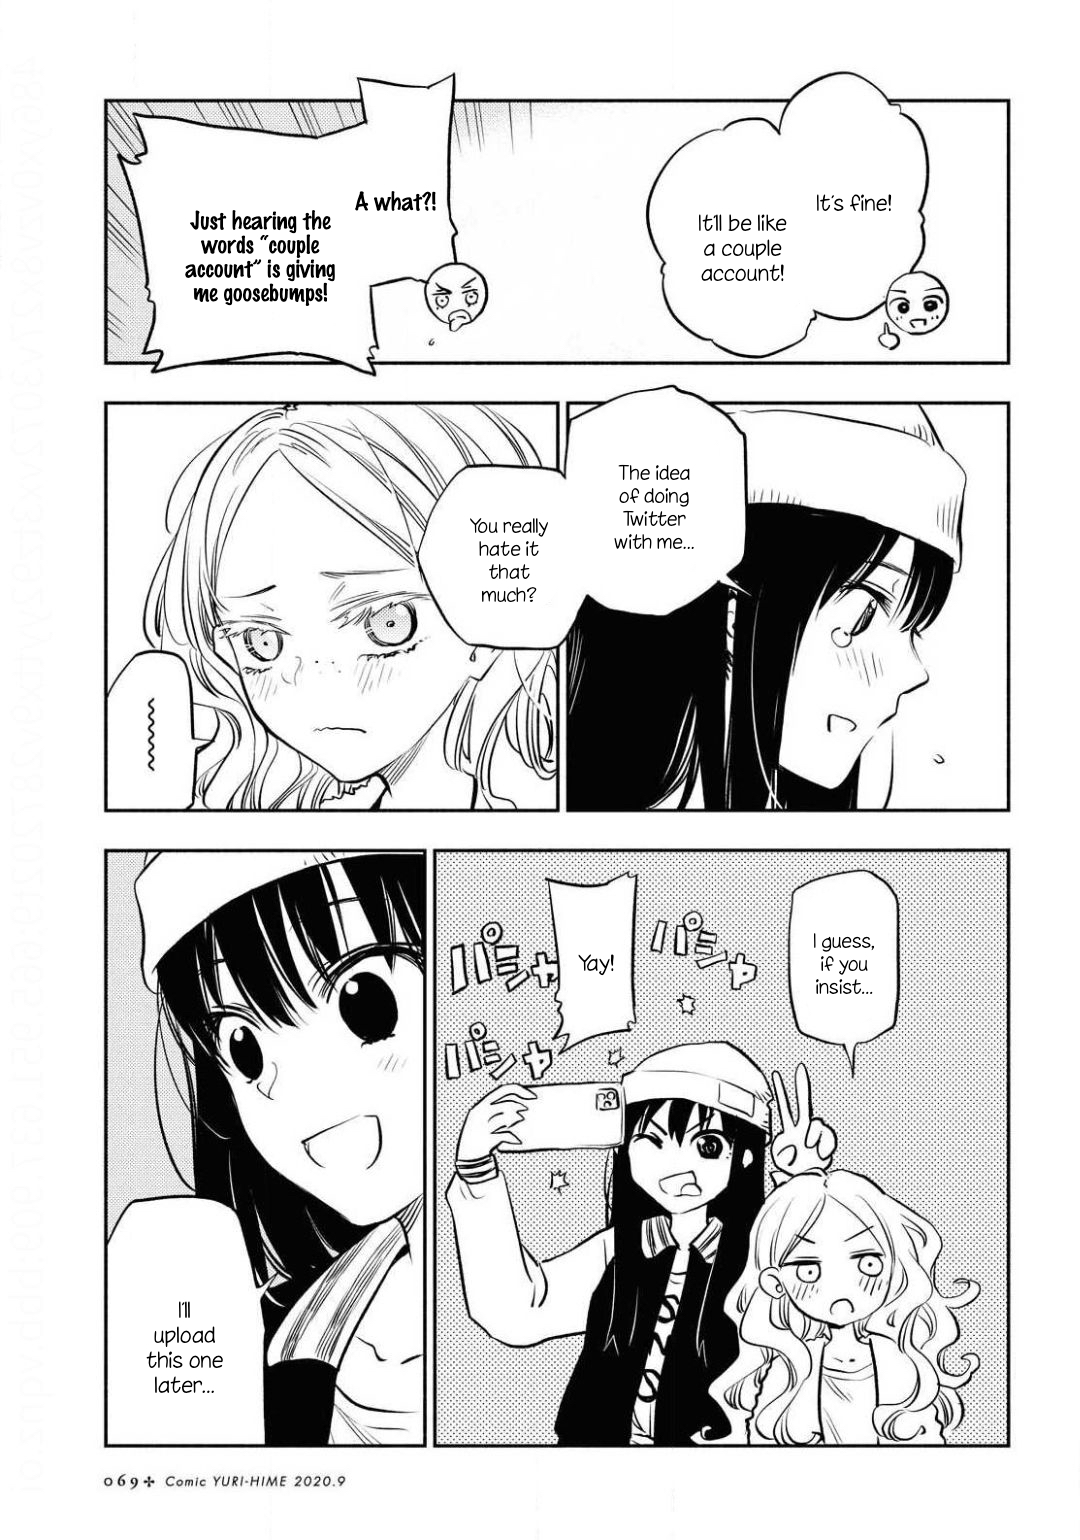 It's fine!
It'll be like
a couple
account!
A what?!
Just hearing the
words "couple
account" is giving
me goosebumps!
The idea
of doing
Twitter
with me...
You really
hate it
that
much?
I guess,
if you
insist...
パシャ
Yay!
パシャ
パシャ
I'll
upload
this one
later...
069 Comic YURI-HIME 2020.9